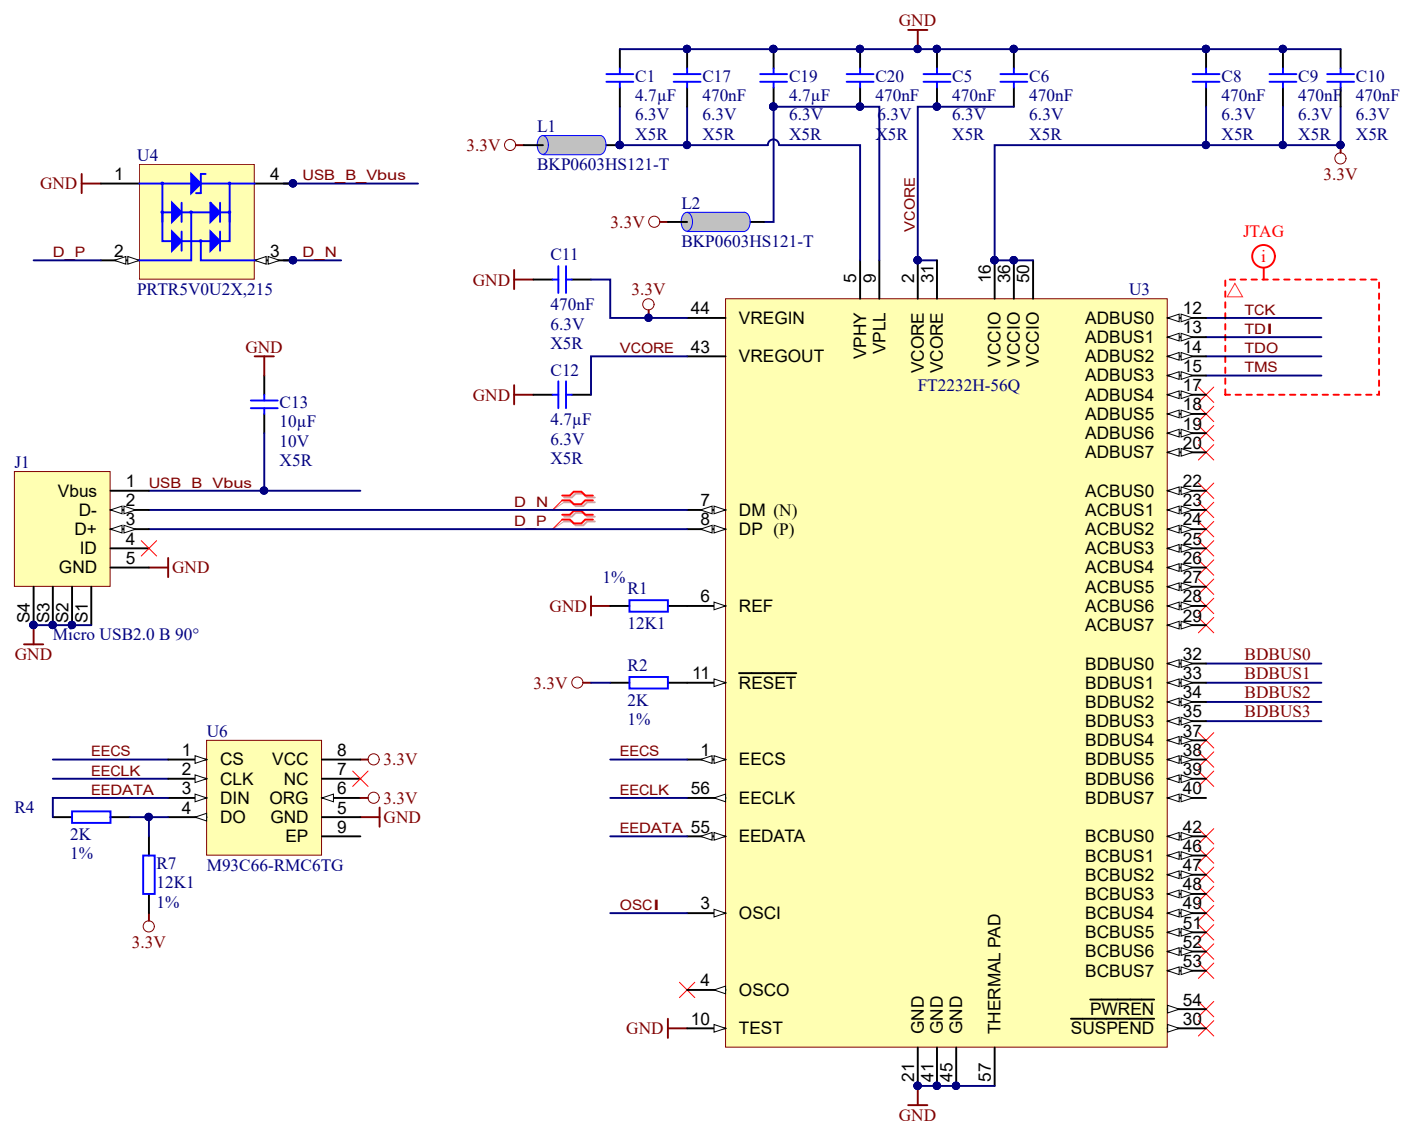 GND
C1
4.7µF
6.3V
X5R
C17
470nF
6.3V
X5R
C19
4.7µF
6.3V
X5R
C20
470nF
6.3V
X5R
C5
470nF
6.3V
X5R
C6
470nF
6.3V
X5R
C8
470nF
6.3V
X5R
C9
470nF
6.3V
X5R
C10
470nF
6.3V
X5R
3.3V
L1
3.3V
BKP0603HS121-T
L2
3.3V
BKP0603HS121-T
VCORE
U4
GND
1
4
USB_B_Vbus
D_P
2
3
D_N
PRTR5V0U2X,215
C11
GND
470nF
6.3V
X5R
3.3V
VCORE
C12
GND
4.7µF
6.3V
X5R
GND
C13
10µF
10V
X5R
J1
Vbus
1
USB_B_Vbus
D-
2
D_N
D+
3
D_P
ID
4
GND
5
GND
S4
S3
S2
S1
GND
Micro USB2.0 B 90°
1%
R1
GND
12K1
R2
3.3V
2K
1%
U6
EECS
1
CS
VCC
8
3.3V
EECLK
2
CLK
NC
7
EEDATA
3
DIN
ORG
6
3.3V
4
DO
GND
5
GND
EP
9
M93C66-RMC6TG
R4
2K
1%
R7
12K1
1%
3.3V
U3
FT2232H-56Q
5
VPHY
9
VPLL
2
VCORE
31
VCORE
16
VCCIO
36
VCCIO
50
VCCIO
44
VREGIN
43
VREGOUT
7
DM (N)
8
DP (P)
6
REF
11
RESET
EECS
1
EECS
EECLK
56
EECLK
EEDATA
55
EEDATA
OSCI
3
OSCI
4
OSCO
GND
10
TEST
GND
21
GND
41
GND
45
THERMAL PAD
57
GND
JTAG
i
ADBUS0
12
TCK
ADBUS1
13
TDI
ADBUS2
14
TDO
ADBUS3
15
TMS
ADBUS4
17
ADBUS5
18
ADBUS6
19
ADBUS7
20
ACBUS0
22
ACBUS1
23
ACBUS2
24
ACBUS3
25
ACBUS4
26
ACBUS5
27
ACBUS6
28
ACBUS7
29
BDBUS0
32
BDBUS0
BDBUS1
33
BDBUS1
BDBUS2
34
BDBUS2
BDBUS3
35
BDBUS3
BDBUS4
37
BDBUS5
38
BDBUS6
39
BDBUS7
40
BCBUS0
42
BCBUS1
46
BCBUS2
47
BCBUS3
48
BCBUS4
49
BCBUS5
51
BCBUS6
52
BCBUS7
53
PWREN
54
SUSPEND
30